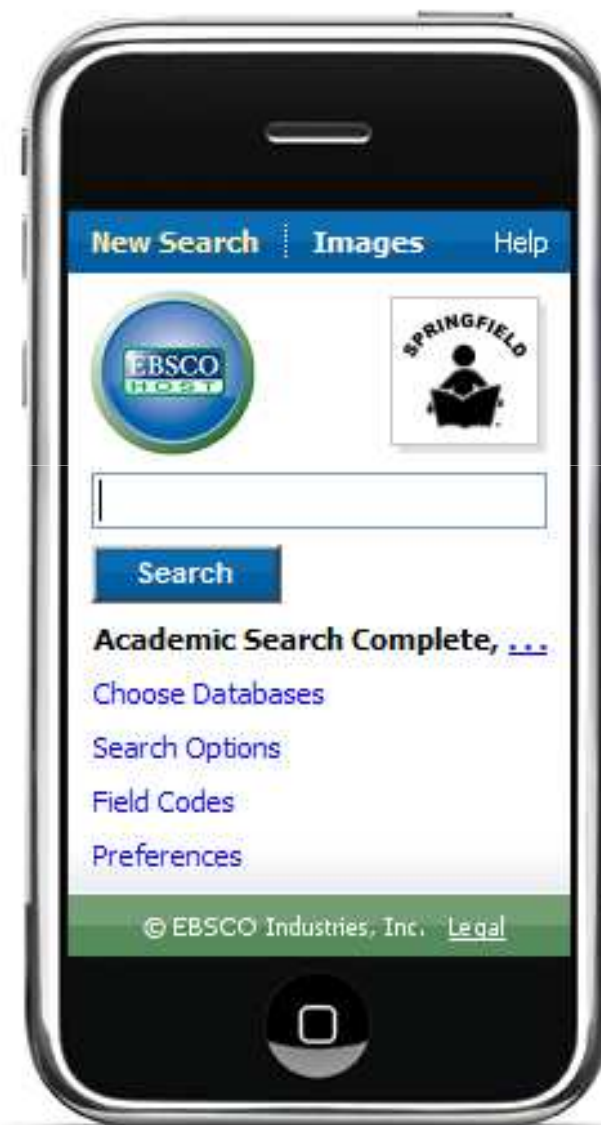 New Search Images Help
EBSCO
HOST
SPRINGFIELD
Search
Academic Search Complete, ...
Choose Databases
Search Options
Field Codes
Preferences
© EBSCO Industries, Inc. Legal